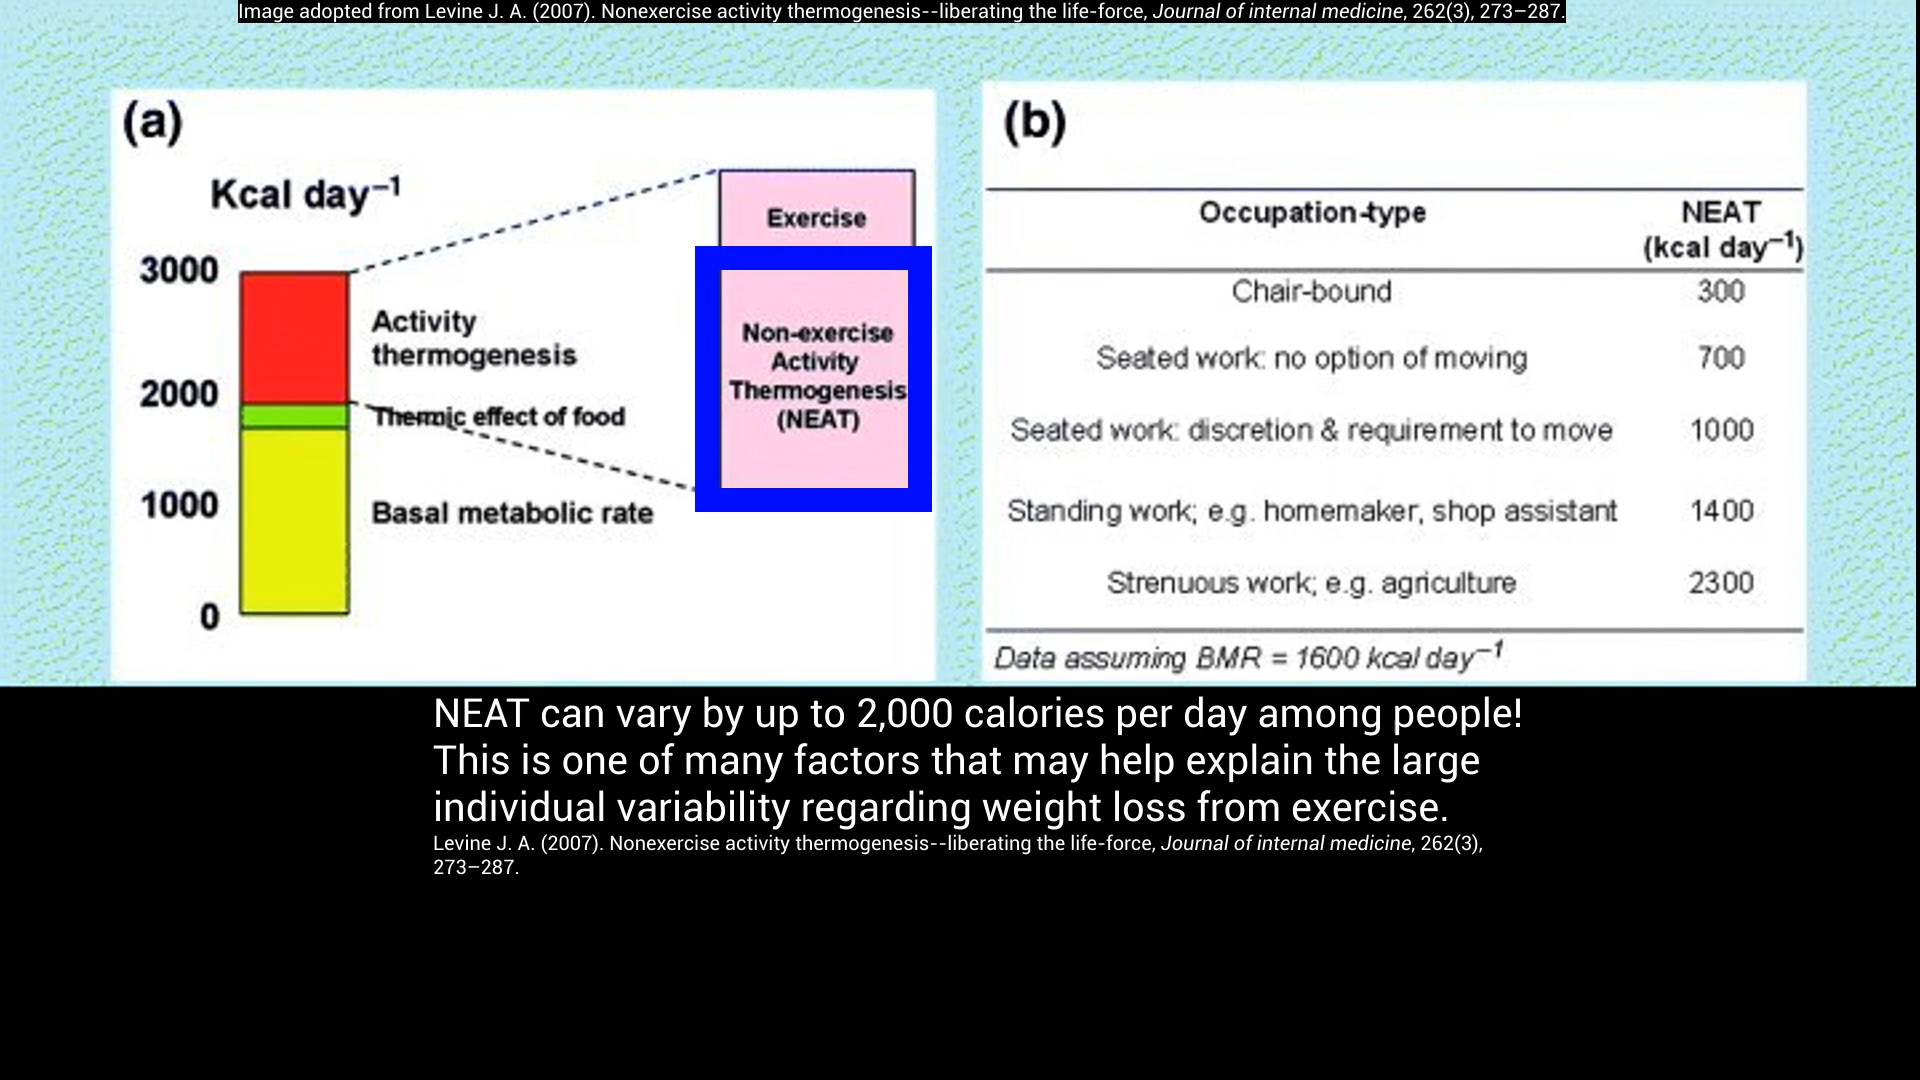 Image adopted from Levine J. A. (2007). Nonexercise activity thermogenesis--liberating the life-force, Journal of internal medicine, 262(3), 273–287.
(a)
Kcal day⁻¹
3000
2000
1000
0
Activity
thermogenesis
Thermic effect of food
Basal metabolic rate
Exercise
Non-exercise
Activity
Thermogenesis
(NEAT)
(b)
Occupation-type NEAT
(kcal day⁻¹)
Chair-bound 300
Seated work: no option of moving 700
Seated work: discretion & requirement to move 1000
Standing work; e.g. homemaker, shop assistant 1400
Strenuous work; e.g. agriculture 2300
Data assuming BMR = 1600 kcal day⁻¹
NEAT can vary by up to 2,000 calories per day among people!
This is one of many factors that may help explain the large
individual variability regarding weight loss from exercise.
Levine J. A. (2007). Nonexercise activity thermogenesis--liberating the life-force, Journal of internal medicine, 262(3),
273–287.